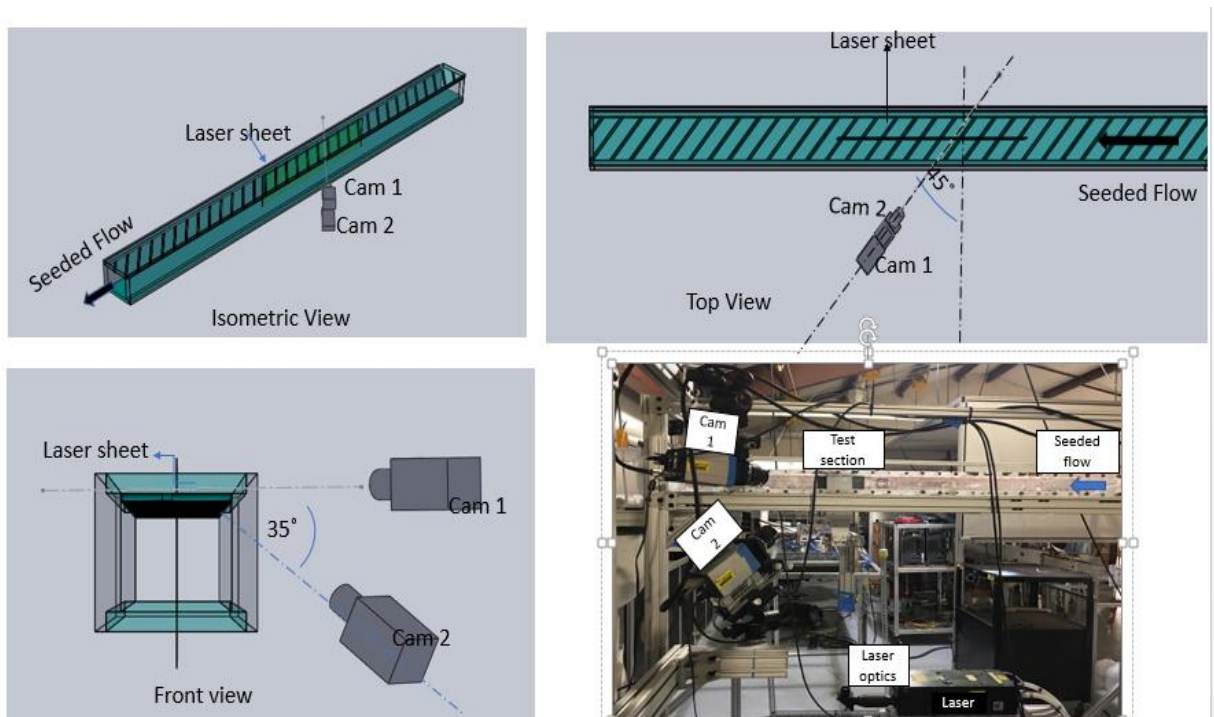 Laser sheet
Cam 1
Cam 2
Seeded Flow
Isometric View
Laser sheet
45˚
Seeded Flow
Cam 2
Cam 1
Top View
Laser sheet
Cam 1
35˚
Cam 2
Front view
Cam
1
Test
section
Seeded
flow
Cam
2
Laser
optics
Laser